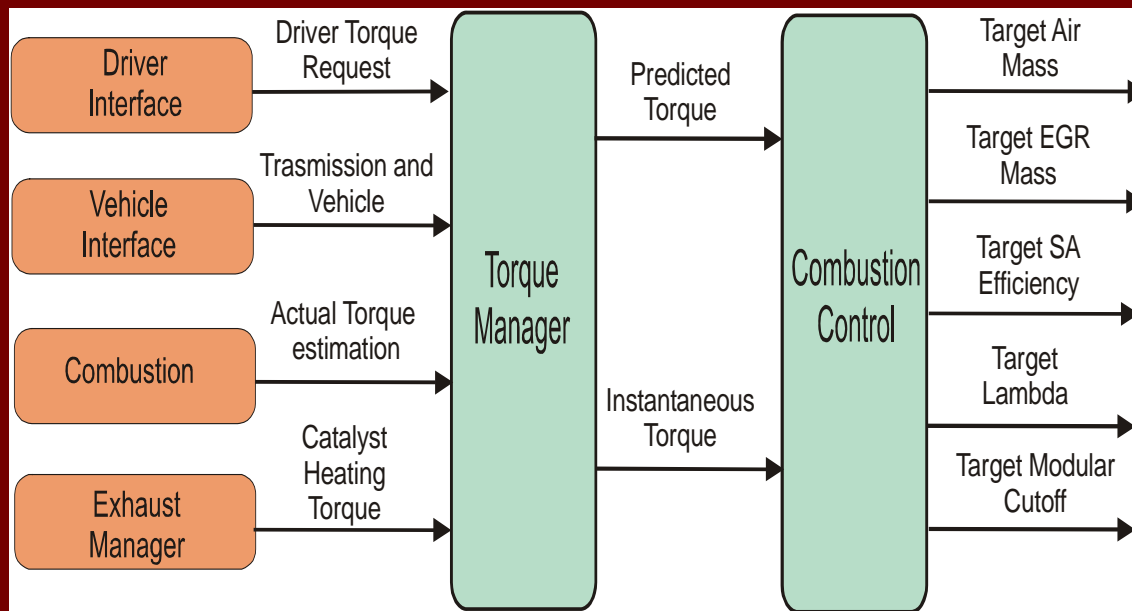 Driver
Interface
Driver Torque
Request
Vehicle
Interface
Trasmission and
Vehicle
Combustion
Actual Torque
estimation
Exhaust
Manager
Catalyst
Heating
Torque
Torque
Manager
Predicted
Torque
Instantaneous
Torque
Combustion
Control
Target Air
Mass
Target EGR
Mass
Target SA
Efficiency
Target
Lambda
Target Modular
Cutoff